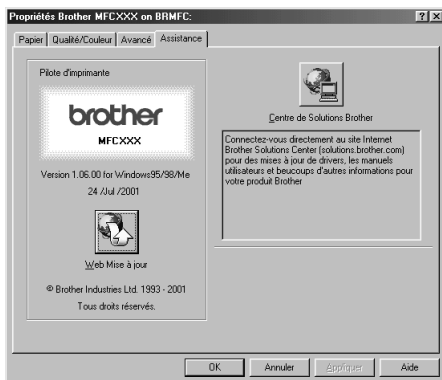 Propriétés Brother MFCXXX on BRMFC:
Papier Qualité/Couleur Avancé Assistance
Pilote d'imprimante
brother
MFCXXX
Version 1.06.00 for Windows95/98/Me
24 /Jul /2001
Web Mise à jour
© Brother Industries Ltd. 1993 - 2001
Tous droits réservés.
Centre de Solutions Brother
Connectez-vous directement au site Internet
Brother Solutions Center (solutions.brother.com)
pour des mises à jour de drivers, les manuels
utilisateurs et beucoups d'autres informations pour
votre produit Brother
OK Annuler Appliquer Aide